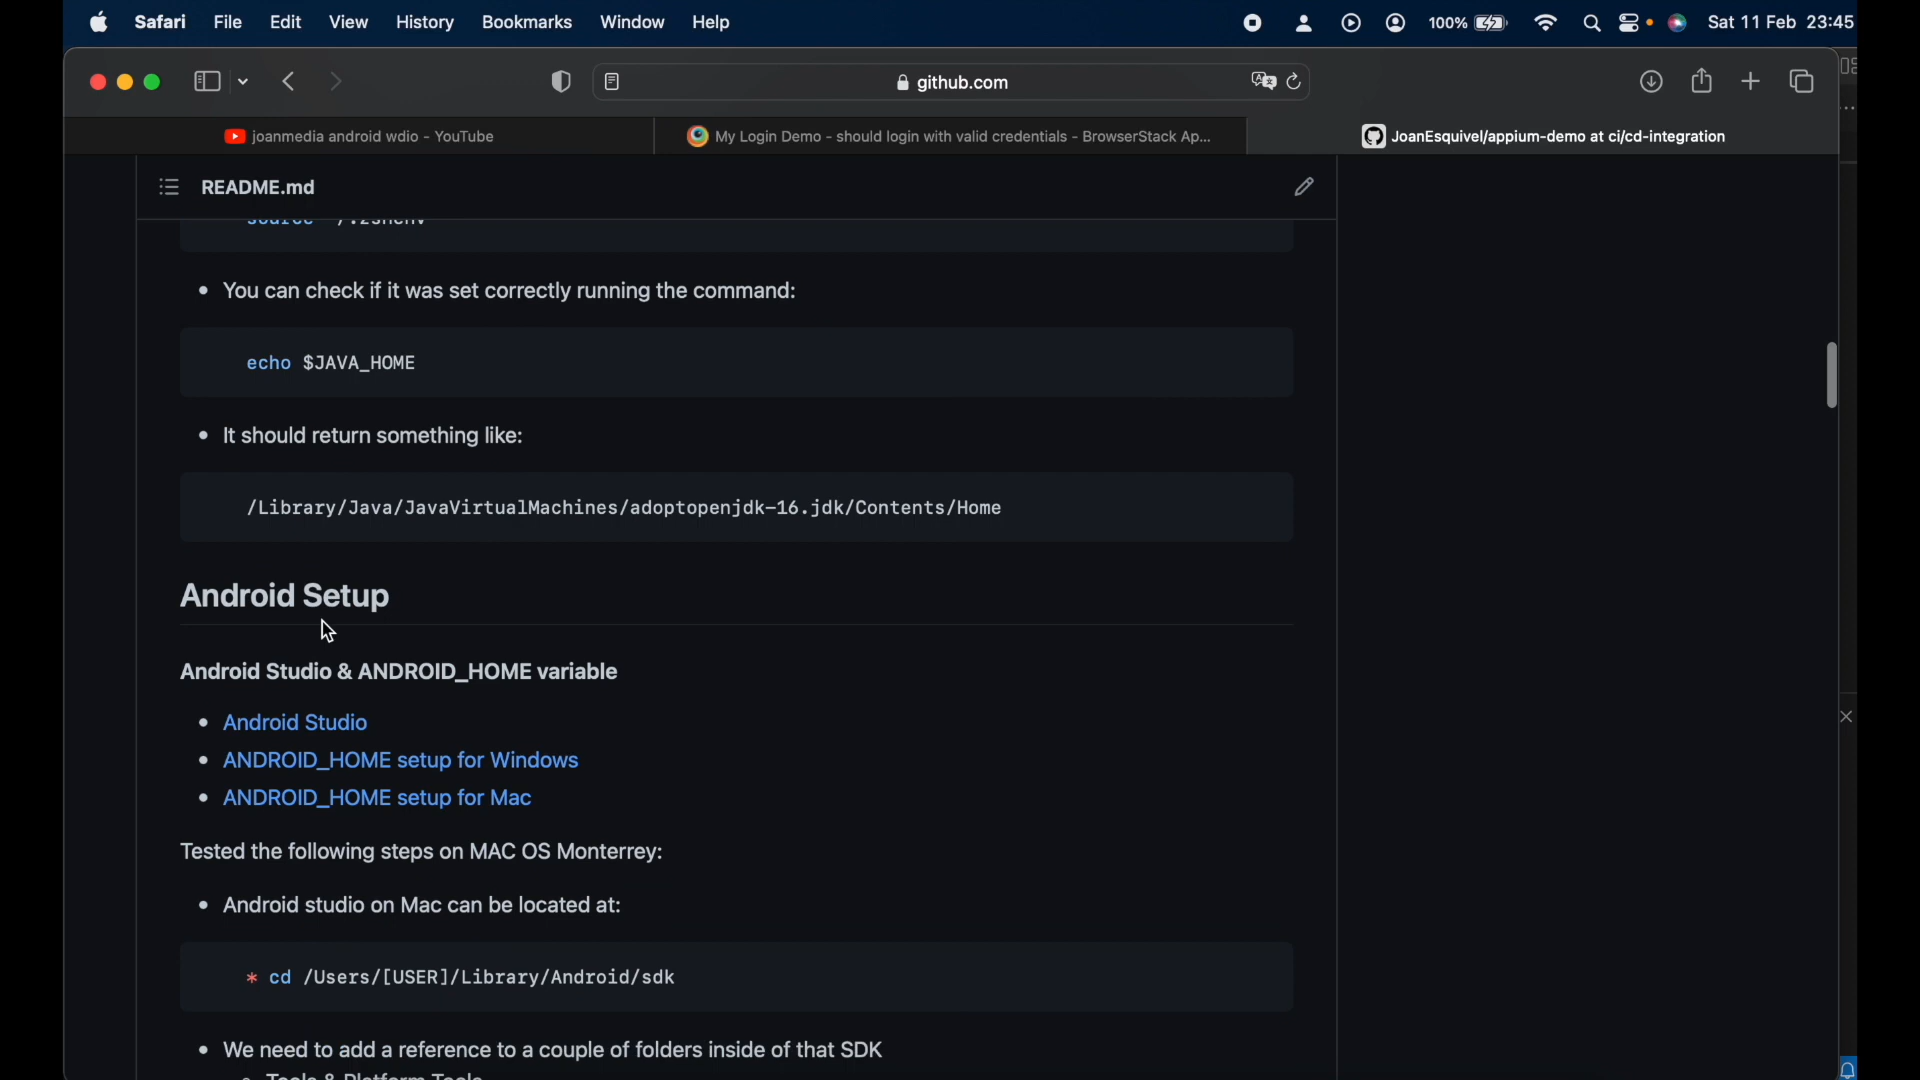 Safari File Edit View History Bookmarks Window Help 100% Sat 11 Feb 23:45
github.com
joanmedia android wdio - YouTube
My Login Demo - should login with valid credentials - BrowserStack Ap...
JoanEsquivel/appium-demo at ci/cd-integration
README.md
source ~/.zshenv
You can check if it was set correctly running the command:
echo $JAVA_HOME
It should return something like:
/Library/Java/JavaVirtualMachines/adoptopenjdk-16.jdk/Contents/Home
Android Setup
Android Studio & ANDROID_HOME variable
Android Studio
ANDROID_HOME setup for Windows
ANDROID_HOME setup for Mac
Tested the following steps on MAC OS Monterrey:
Android studio on Mac can be located at:
* cd /Users/[USER]/Library/Android/sdk
We need to add a reference to a couple of folders inside of that SDK
Tools & Platform Tools